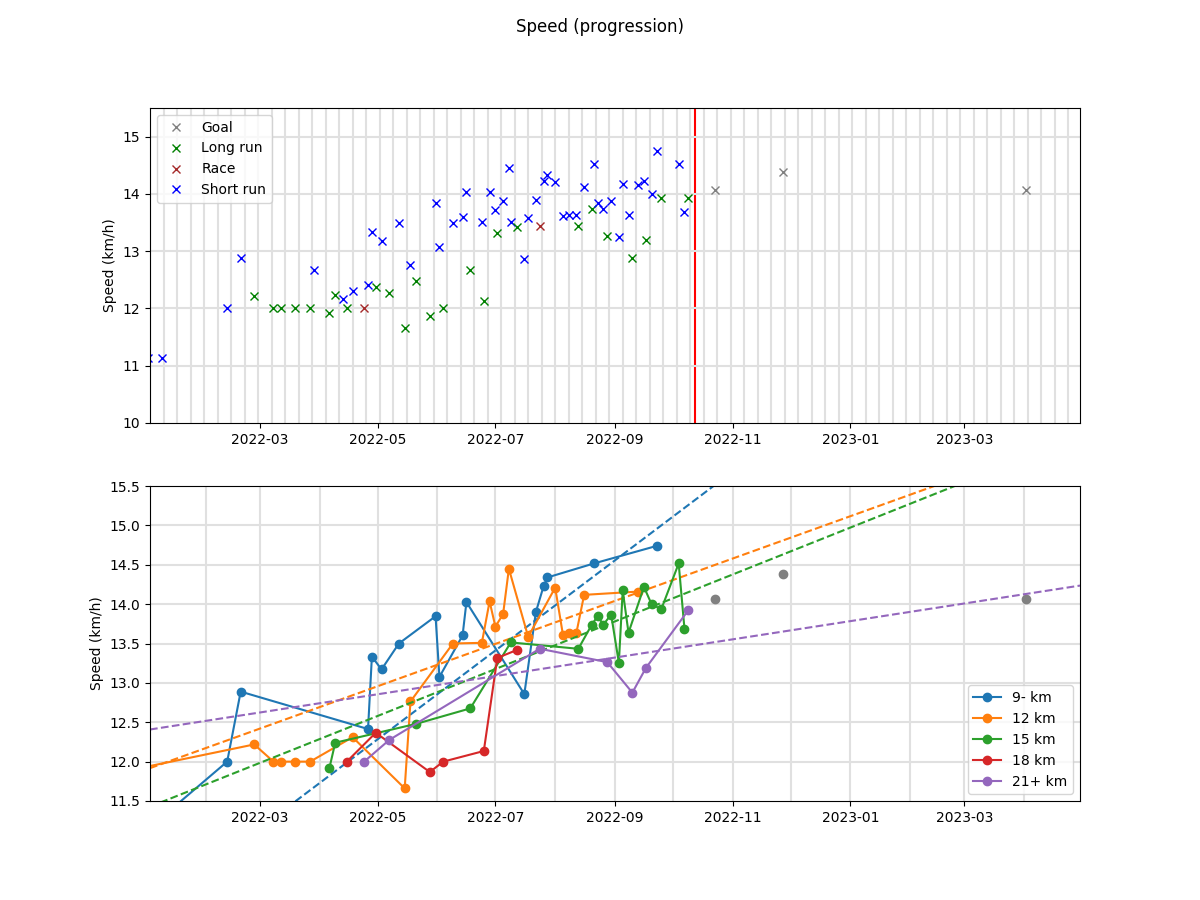 Speed (progression)
Goal
Long run
Race
Short run
Speed (km/h)
15
14
13
12
11
10
2022-03 2022-05 2022-07 2022-09 2022-11 2023-01 2023-03
Speed (km/h)
15.5
15.0
14.5
14.0
13.5
13.0
12.5
12.0
11.5
9- km
12 km
15 km
18 km
21+ km
2022-03 2022-05 2022-07 2022-09 2022-11 2023-01 2023-03